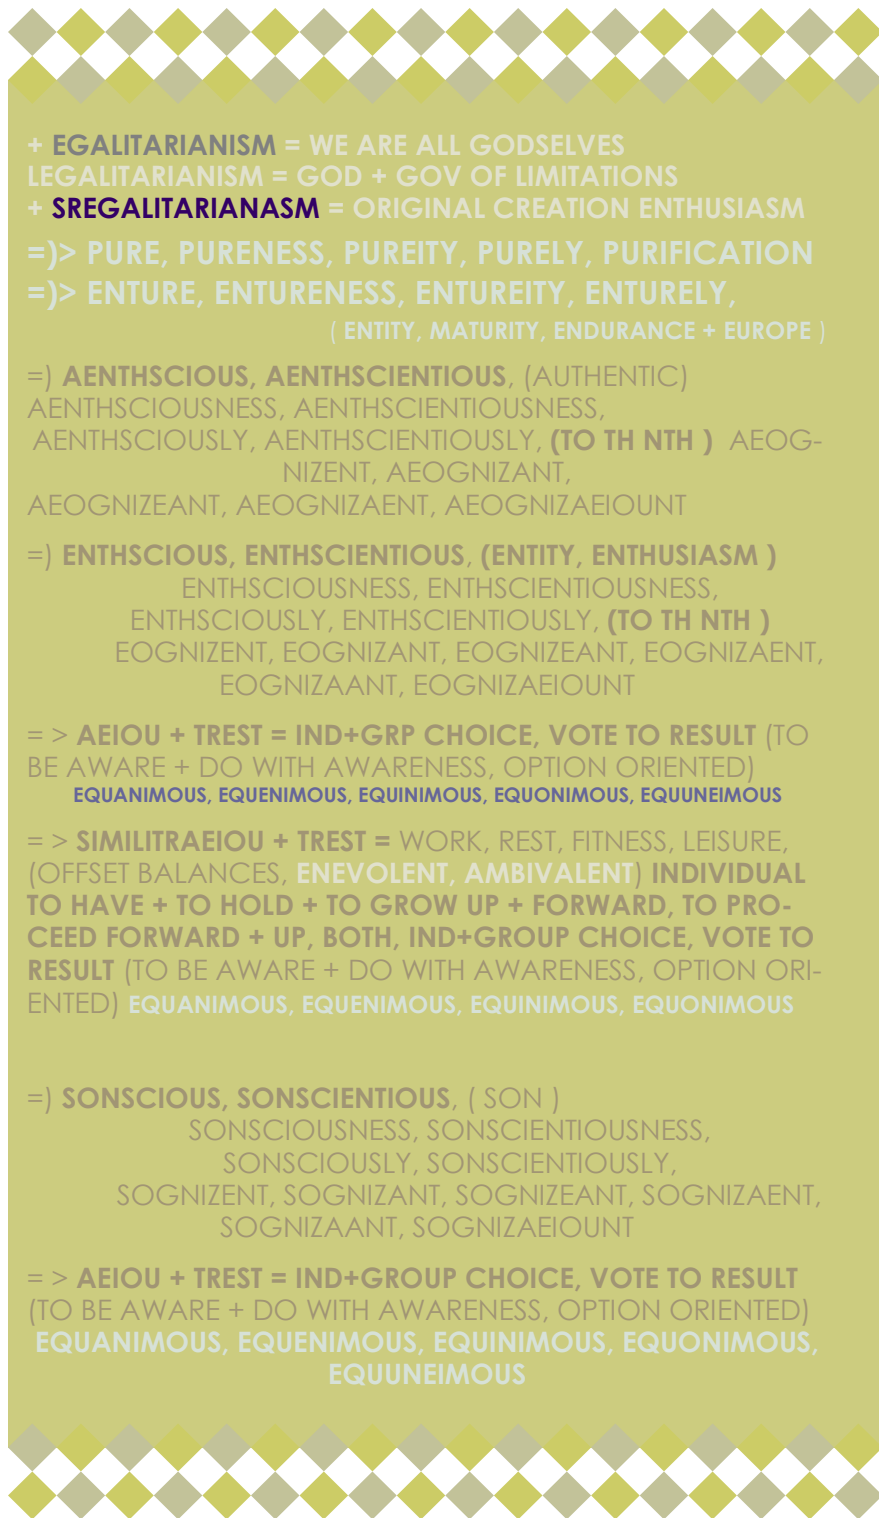 + EGALITARIANISM = WE ARE ALL GODSELVES
LEGALITARIANISM = GOD + GOV OF LIMITATIONS
+ SREGALITARIANASM = ORIGINAL CREATION ENTHUSIASM
=)> PURE, PURENESS, PUREITY, PURELY, PURIFICATION
=)> ENTURE, ENTURENESS, ENTUREITY, ENTURELY,
( ENTITY, MATURITY, ENDURANCE + EUROPE )
=) AENTHSCIOUS, AENTHSCIENTIOUS, (AUTHENTIC)
AENTHSCIOUSNESS, AENTHSCIENTIOUSNESS,
AENTHSCIOUSLY, AENTHSCIENTIOUSLY, (TO TH NTH ) AEOG-
NIZENT, AEOGNIZANT,
AEOGNIZEANT, AEOGNIZAENT, AEOGNIZAEIOUNT
=) ENTHSCIOUS, ENTHSCIENTIOUS, (ENTITY, ENTHUSIASM )
ENTHSCIOUSNESS, ENTHSCIENTIOUSNESS,
ENTHSCIOUSLY, ENTHSCIENTIOUSLY, (TO TH NTH )
EOGNIZENT, EOGNIZANT, EOGNIZEANT, EOGNIZAENT,
EOGNIZAANT, EOGNIZAEIOUNT
= > AEIOU + TREST = IND+GRP CHOICE, VOTE TO RESULT (TO
BE AWARE + DO WITH AWARENESS, OPTION ORIENTED)
EQUANIMOUS, EQUENIMOUS, EQUINIMOUS, EQUONIMOUS, EQUUNEIMOUS
= > SIMILITRAEIOU + TREST = WORK, REST, FITNESS, LEISURE,
(OFFSET BALANCES, ENEVOLENT, AMBIVALENT) INDIVIDUAL
TO HAVE + TO HOLD + TO GROW UP + FORWARD, TO PRO-
CEED FORWARD + UP, BOTH, IND+GROUP CHOICE, VOTE TO
RESULT (TO BE AWARE + DO WITH AWARENESS, OPTION ORI-
ENTED) EQUANIMOUS, EQUENIMOUS, EQUINIMOUS, EQUONIMOUS
=) SONSCIOUS, SONSCIENTIOUS, ( SON )
SONSCIOUSNESS, SONSCIENTIOUSNESS,
SONSCIOUSLY, SONSCIENTIOUSLY,
SOGNIZENT, SOGNIZANT, SOGNIZEANT, SOGNIZAENT,
SOGNIZAANT, SOGNIZAEIOUNT
= > AEIOU + TREST = IND+GROUP CHOICE, VOTE TO RESULT
(TO BE AWARE + DO WITH AWARENESS, OPTION ORIENTED)
EQUANIMOUS, EQUENIMOUS, EQUINIMOUS, EQUONIMOUS,
EQUUNEIMOUS